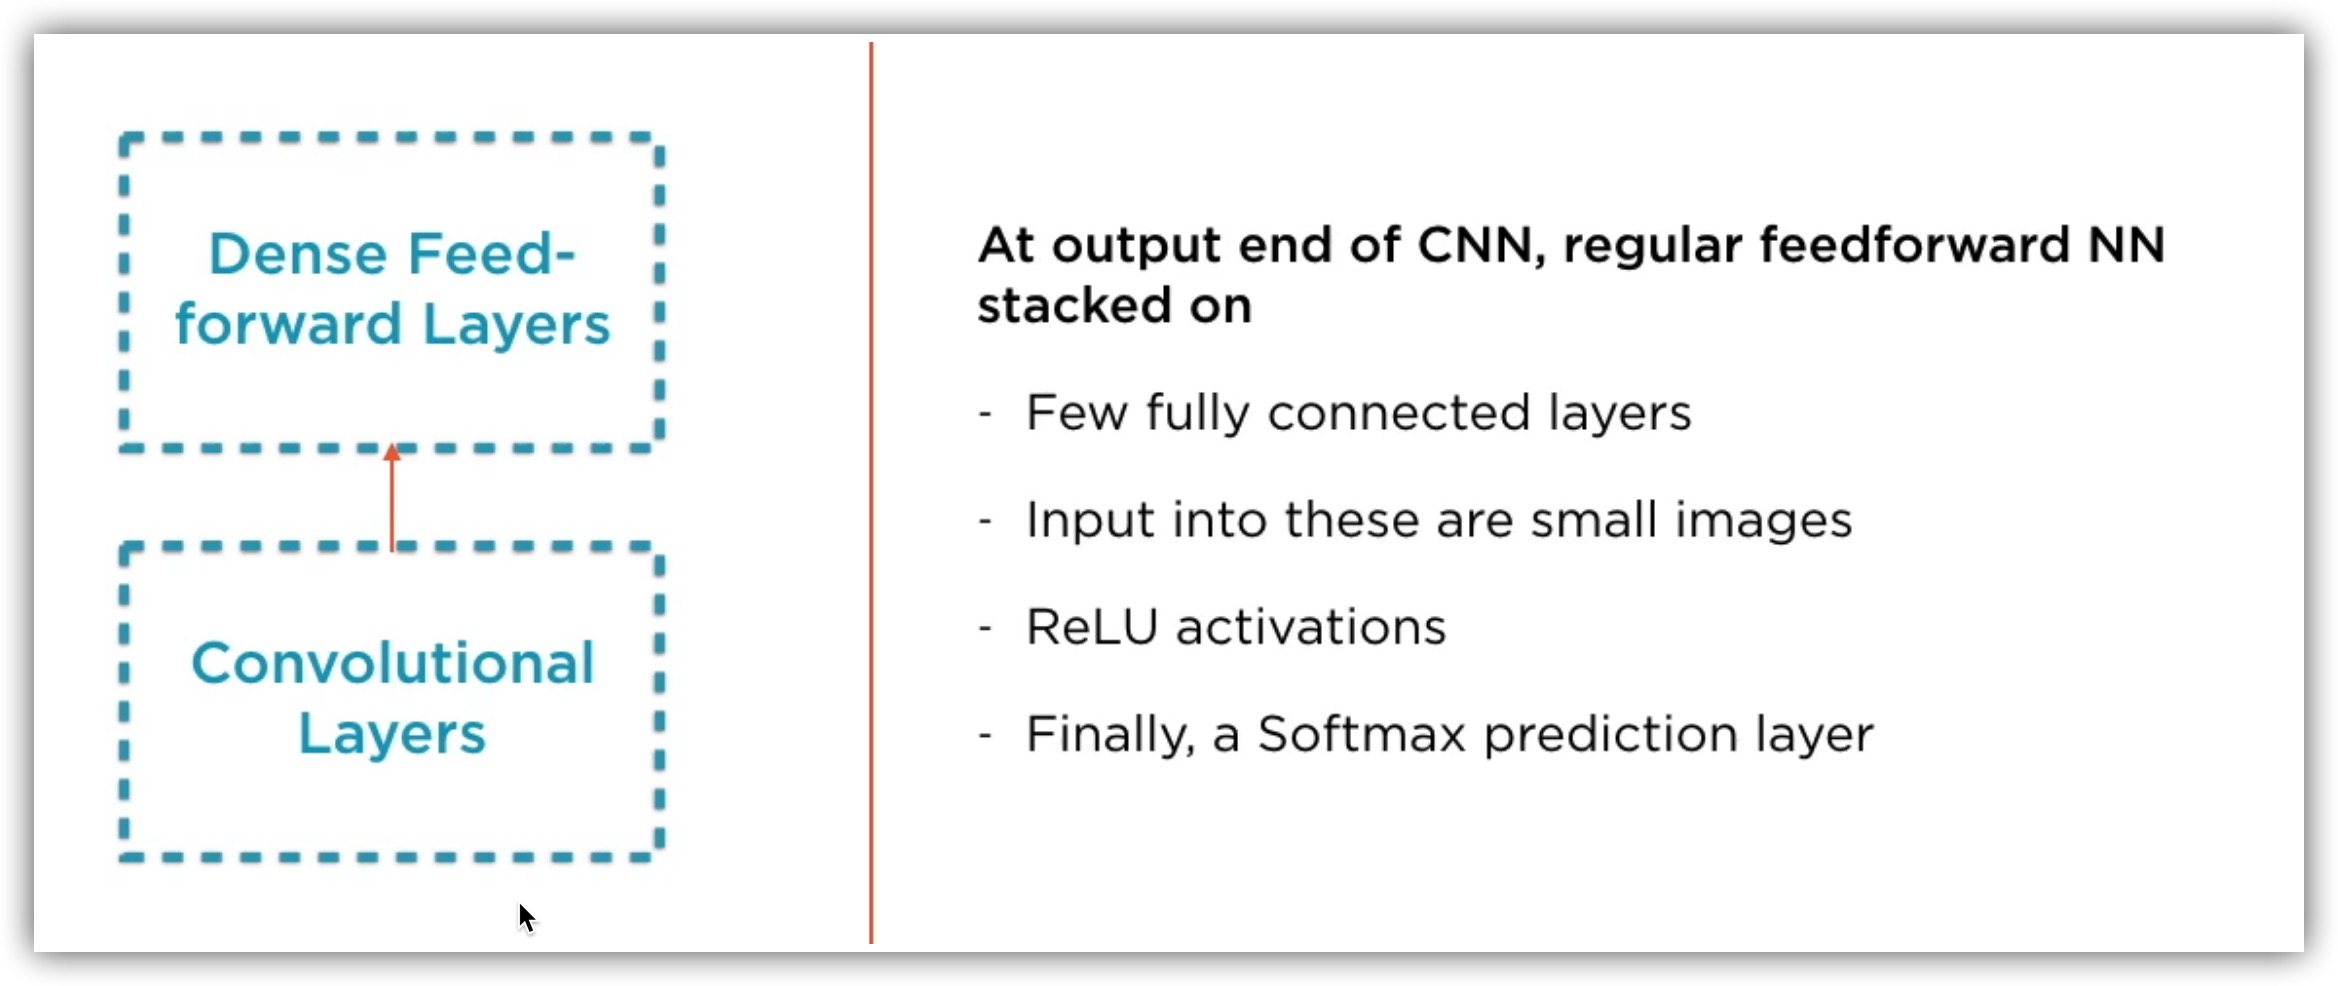 Dense Feed-
forward Layers
Convolutional
Layers
At output end of CNN, regular feedforward NN
stacked on
- Few fully connected layers
- Input into these are small images
- ReLU activations
- Finally, a Softmax prediction layer